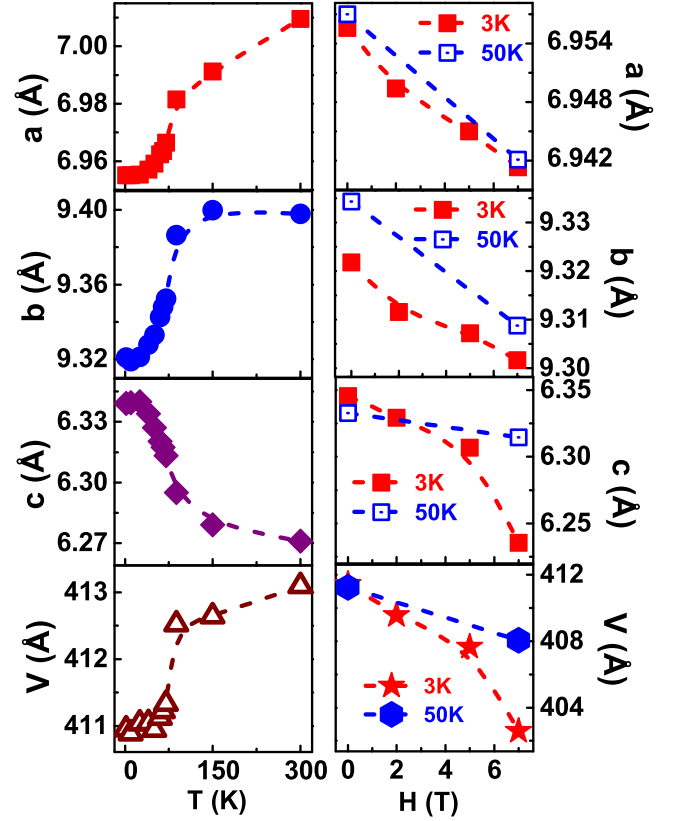 a (Å)
7.00
6.98
6.96
3K
50K
6.954
6.948
6.942
a (Å)
b (Å)
9.40
9.36
9.32
3K
50K
9.33
9.32
9.31
9.30
b (Å)
c (Å)
6.33
6.30
6.27
3K
50K
6.35
6.30
6.25
c (Å)
V (Å)
413
412
411
3K
50K
412
408
404
V (Å)
0 150 300
T (K)
0 2 4 6
H (T)